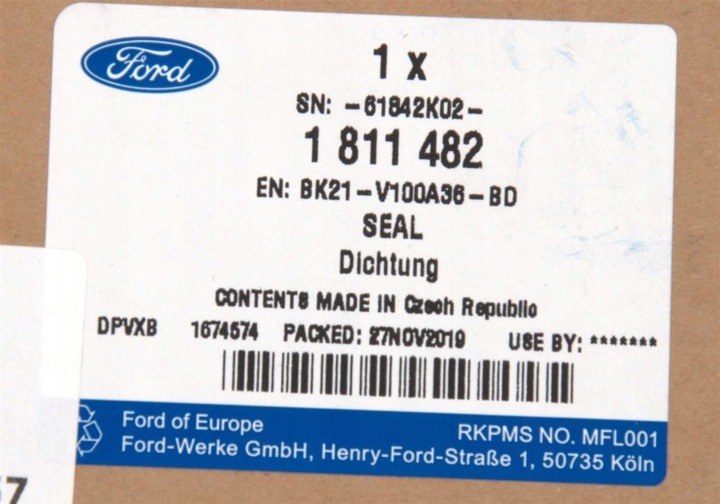 Ford
1 x
SN: -61842K02-
1 811 482
EN: BK21-V100A36-BD
SEAL
Dichtung
CONTENTS MADE IN Czech Republic
DPVXB 1674574 PACKED: 27NOV2019 USE BY: *******
Ford of Europe
RKPMS NO. MFL001
Ford-Werke GmbH, Henry-Ford-Straße 1, 50735 Köln